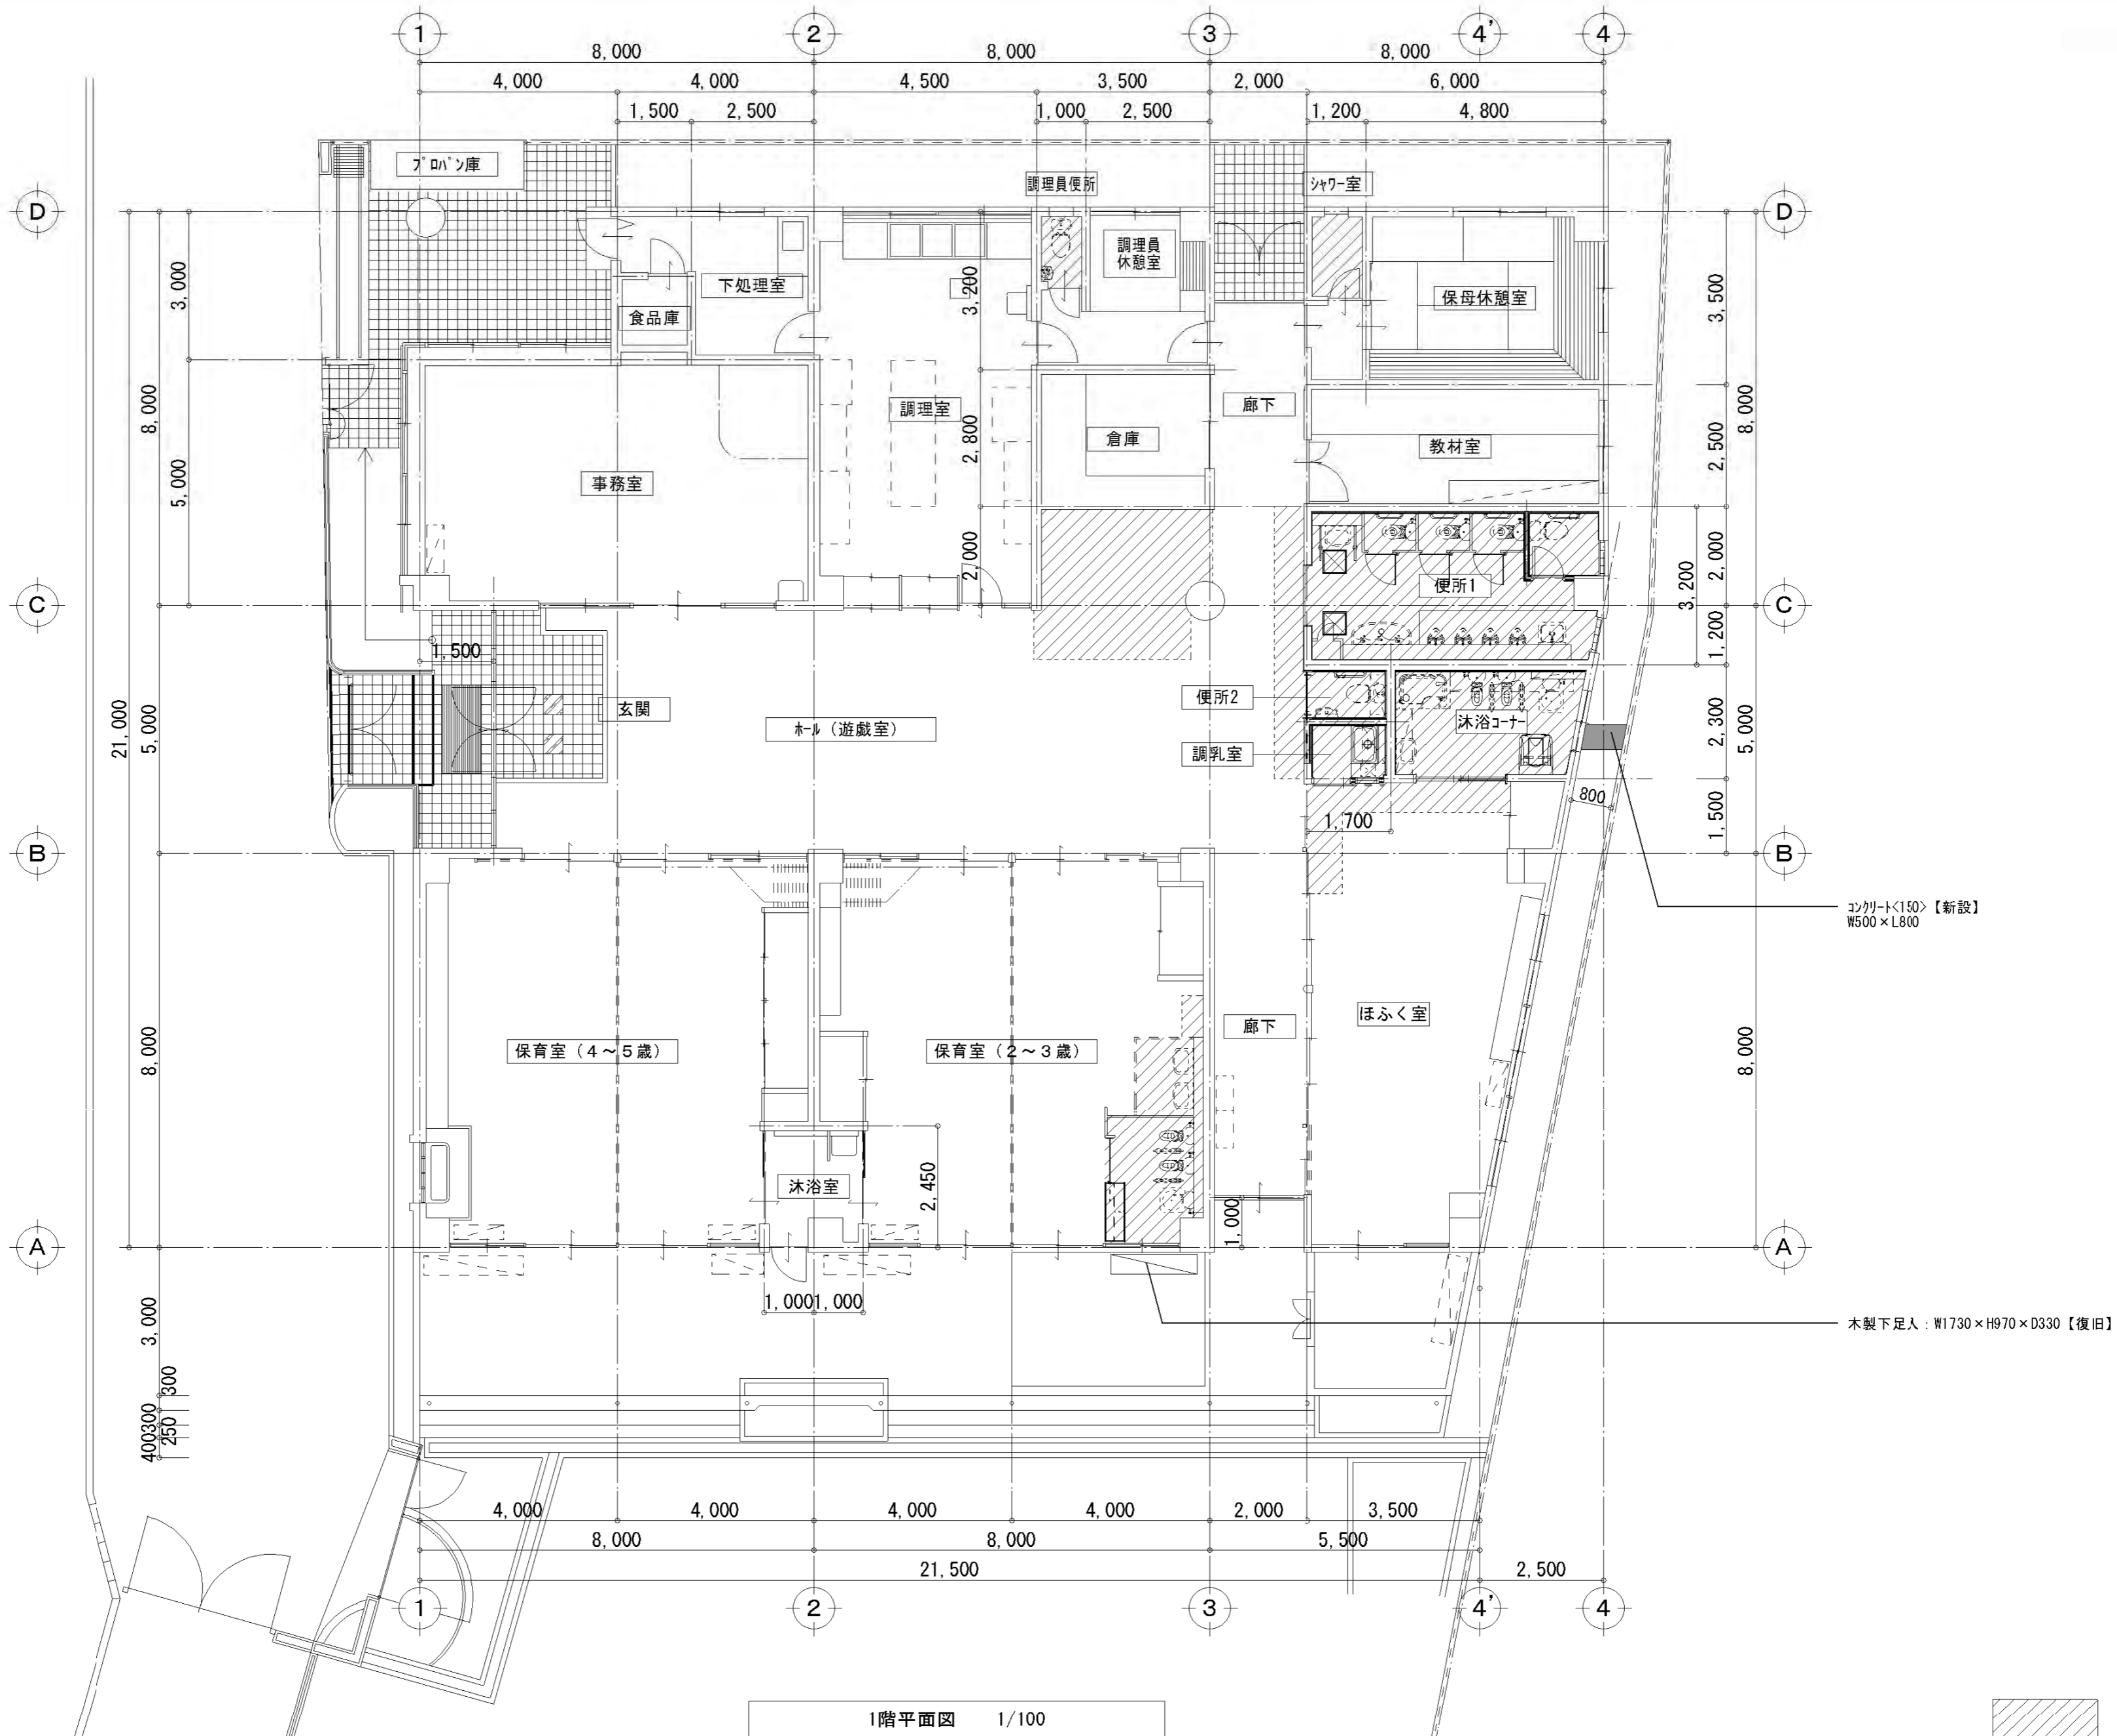 1 2 3 4' 4
8,000 8,000 8,000
4,000 4,000 4,500 3,500 2,000 6,000
1,500 2,500 1,000 2,500 1,200 4,800
プロパン庫
調理員便所
シャワー室
D D
調理員
休憩室
3,000
3,200
3,500
下処理室
保母休憩室
食品庫
8,000
調理室
廊下
8,000
2,800
倉庫
教材室
2,500
5,000
事務室
2,000
2,000
便所1
3,200
C C
1,200
1,500
便所2
玄関
沐浴コーナー
21,000
5,000
ホール（遊戯室）
2,300
5,000
調乳室
800
1,700
1,500
B B
コンクリート<150>【新設】
W500×L800
ほふく室
廊下
保育室（４～５歳）
保育室（２～３歳）
8,000
8,000
沐浴室
2,450
1,000
A A
1,000 1,000
木製下足入：W1730×H970×D330【復旧】
3,000
300
300
400
250
4,000 4,000 4,000 4,000 2,000 3,500
8,000 8,000 5,500
21,500 2,500
1 2 3 4' 4
1階平面図 1/100